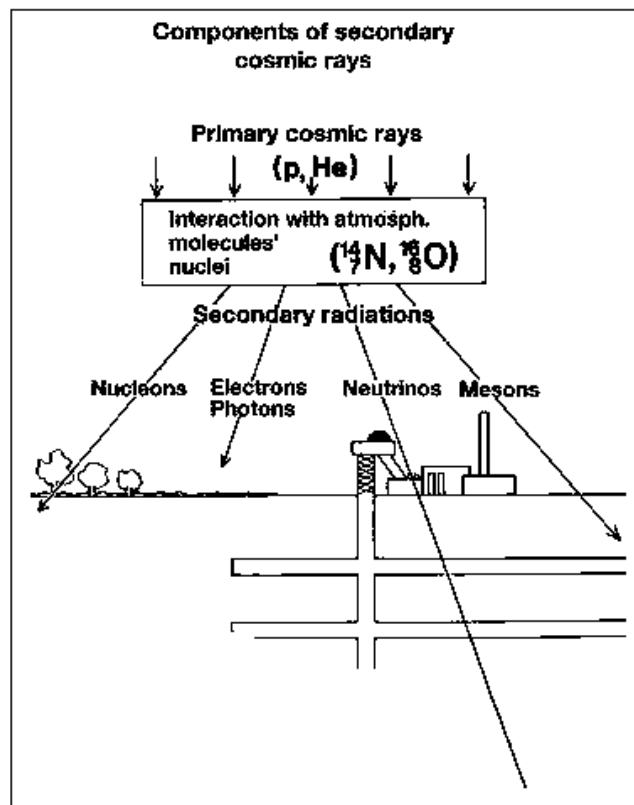 Components of secondary
cosmic rays
Primary cosmic rays
(p, He)
Interaction with atmosph.
molecules'
nuclei (¹⁴₇N, ¹⁶₈O)
Secondary radiations
Nucleons Electrons Neutrinos Mesons
Photons